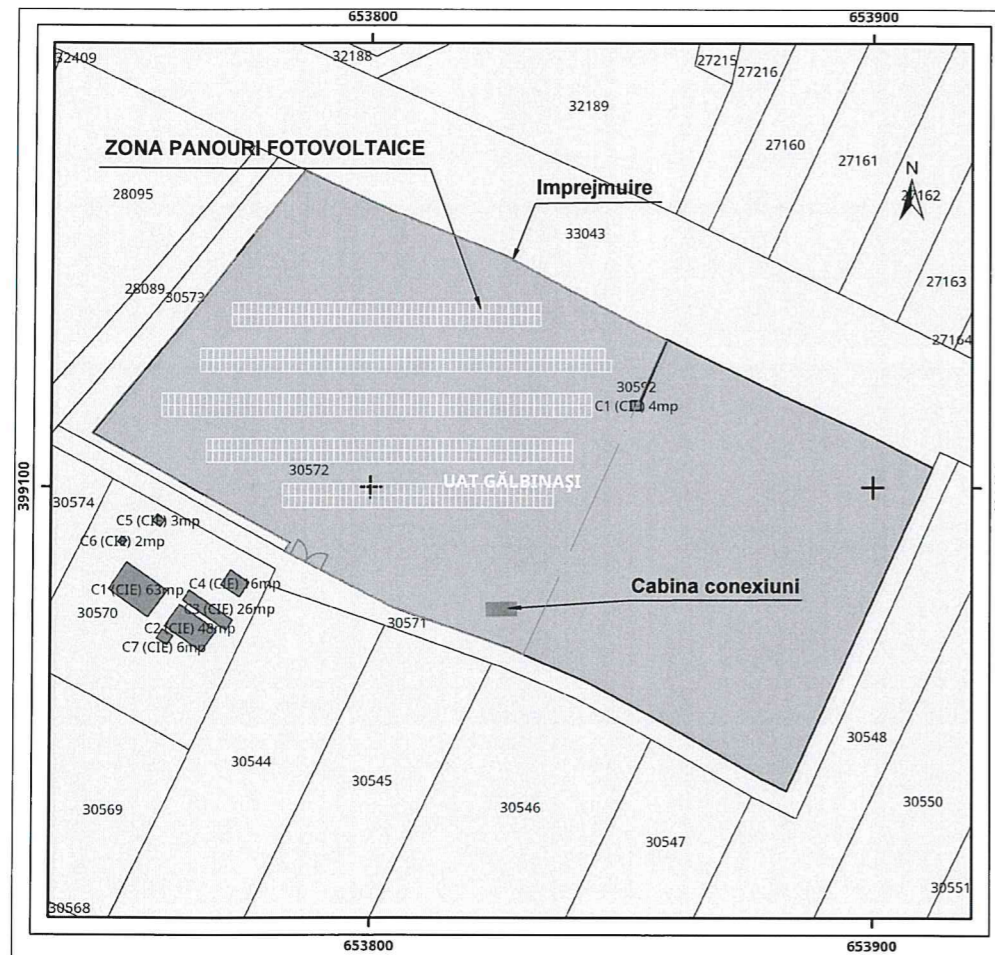 653800
653900
32409
32188
27215
27216
32189
ZONA PANOURI FOTOVOLTAICE
27160
27161
N
28095
Imprejmuire
27162
33043
28089
30573
27163
27164
30592
C1 (CIE) 4mp
30572
UAT GĂLBINAŞI
399100
30574
C5 (CIE) 3mp
C6 (CIE) 2mp
C4 (CIE) 16mp
C1 (CIE) 63mp
Cabina conexiuni
30570
C3 (CIE) 26mp
C2 (CIE) 48mp
30571
C7 (CIE) 6mp
30548
30544
30545
30546
30550
30569
30547
30551
30568
653800
653900